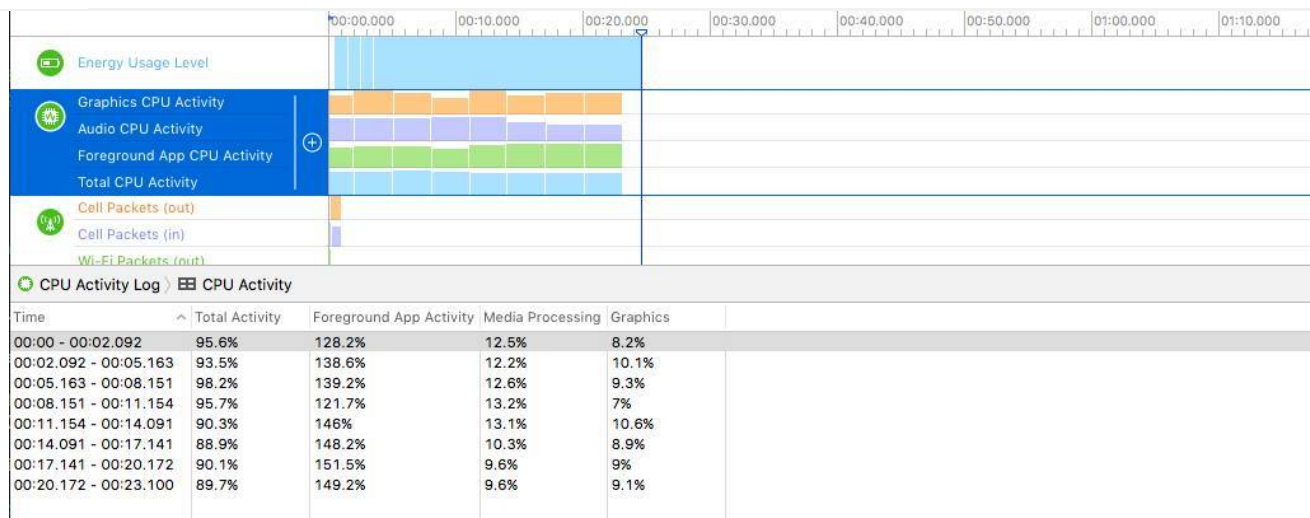 00:00.000 00:10.000 00:20.000 00:30.000 00:40.000 00:50.000 01:00.000 01:10.000
Energy Usage Level
Graphics CPU Activity
Audio CPU Activity
Foreground App CPU Activity
Total CPU Activity
Cell Packets (out)
Cell Packets (in)
Wi-Fi Packets (out)
CPU Activity Log CPU Activity
Time Total Activity Foreground App Activity Media Processing Graphics
00:00 - 00:02.092 95.6% 128.2% 12.5% 8.2%
00:02.092 - 00:05.163 93.5% 138.6% 12.2% 10.1%
00:05.163 - 00:08.151 98.2% 139.2% 12.6% 9.3%
00:08.151 - 00:11.154 95.7% 121.7% 13.2% 7%
00:11.154 - 00:14.091 90.3% 146% 13.1% 10.6%
00:14.091 - 00:17.141 88.9% 148.2% 10.3% 8.9%
00:17.141 - 00:20.172 90.1% 151.5% 9.6% 9%
00:20.172 - 00:23.100 89.7% 149.2% 9.6% 9.1%